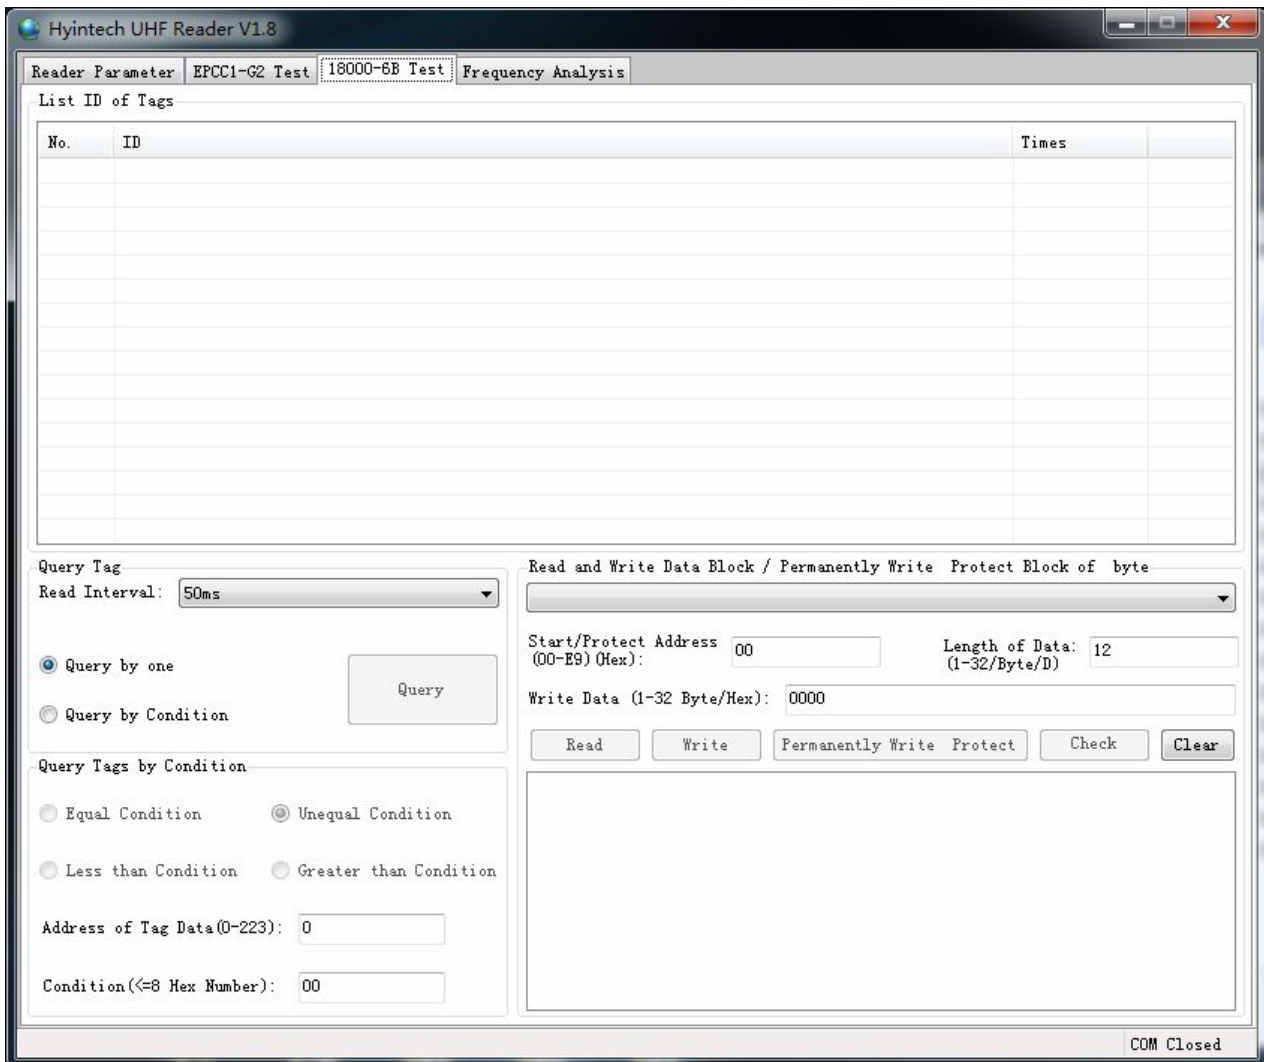 Hyintech UHF Reader V1.8
Reader Parameter EPCC1-G2 Test 18000-6B Test Frequency Analysis
List ID of Tags
No. ID Times
Query Tag
Read Interval: 50ms
Query by one
Query by Condition
Query
Query Tags by Condition
Equal Condition Unequal Condition
Less than Condition Greater than Condition
Address of Tag Data(0-223): 0
Condition(<=8 Hex Number): 00
Read and Write Data Block / Permanently Write Protect Block of byte
Start/Protect Address
(00-E9)(Hex): 00
Length of Data:
(1-32/Byte/D) 12
Write Data (1-32 Byte/Hex): 0000
Read Write Permanently Write Protect Check Clear
COM Closed